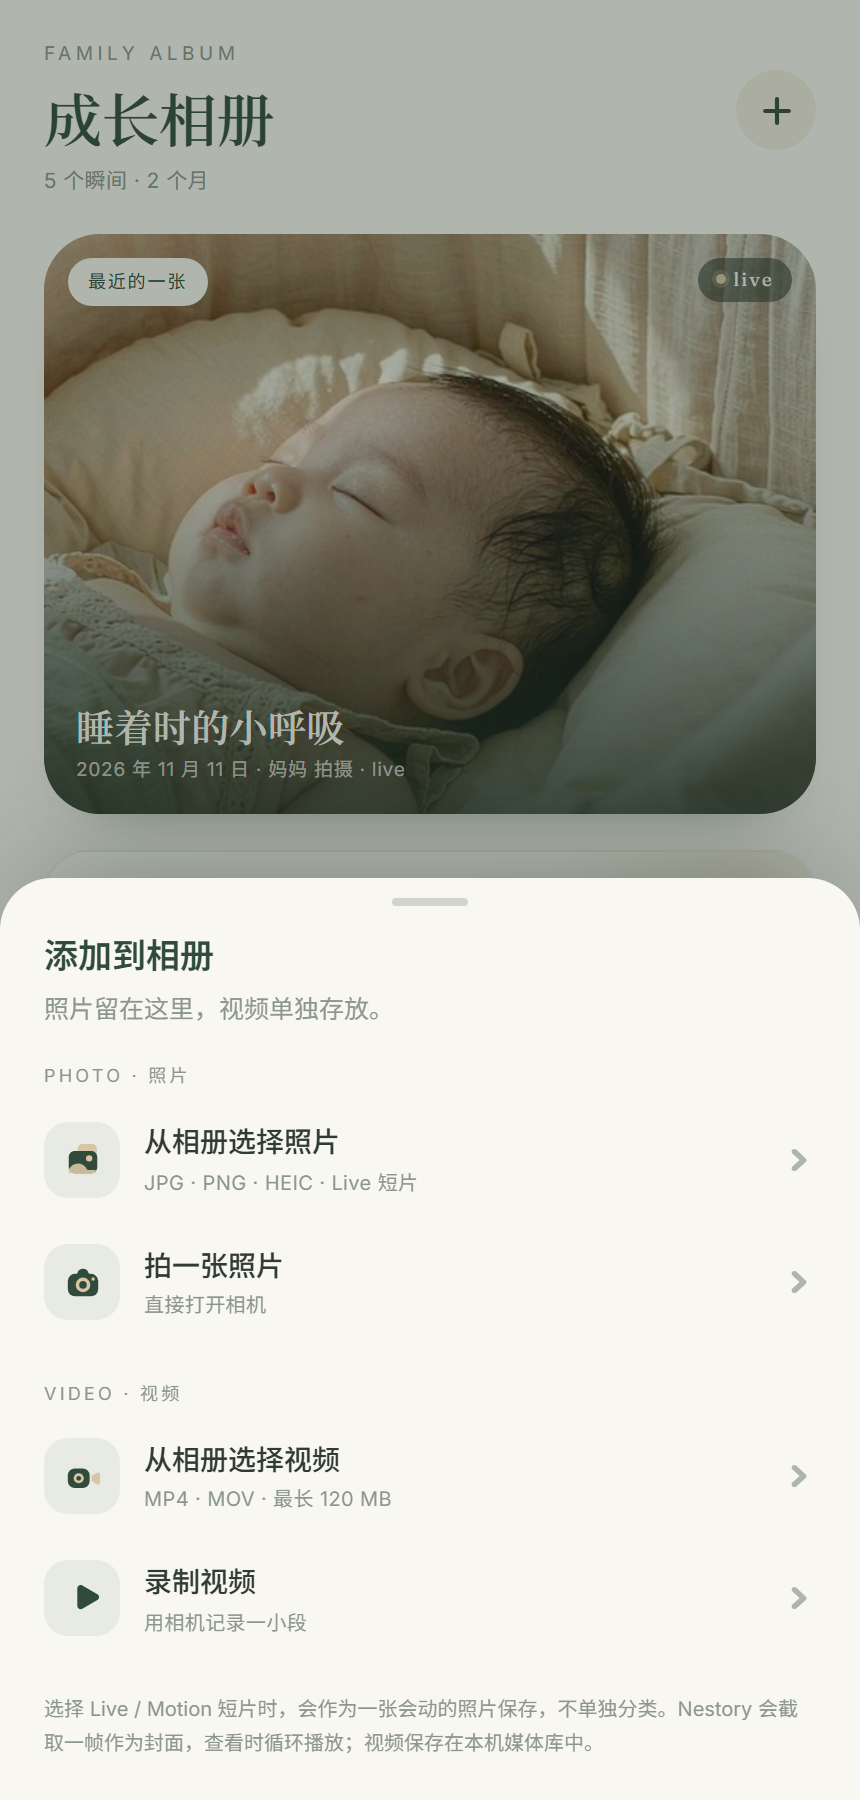 FAMILY ALBUM
成长相册
5 个瞬间 · 2 个月
最近的一张
live
睡着时的小呼吸
2026 年 11 月 11 日 · 妈妈 拍摄 · live
添加到相册
照片留在这里，视频单独存放。
PHOTO · 照片
从相册选择照片
JPG · PNG · HEIC · Live 短片
拍一张照片
直接打开相机
VIDEO · 视频
从相册选择视频
MP4 · MOV · 最长 120 MB
录制视频
用相机记录一小段
选择 Live / Motion 短片时，会作为一张会动的照片保存，不单独分类。Nestory 会截
取一帧作为封面，查看时循环播放；视频保存在本机媒体库中。